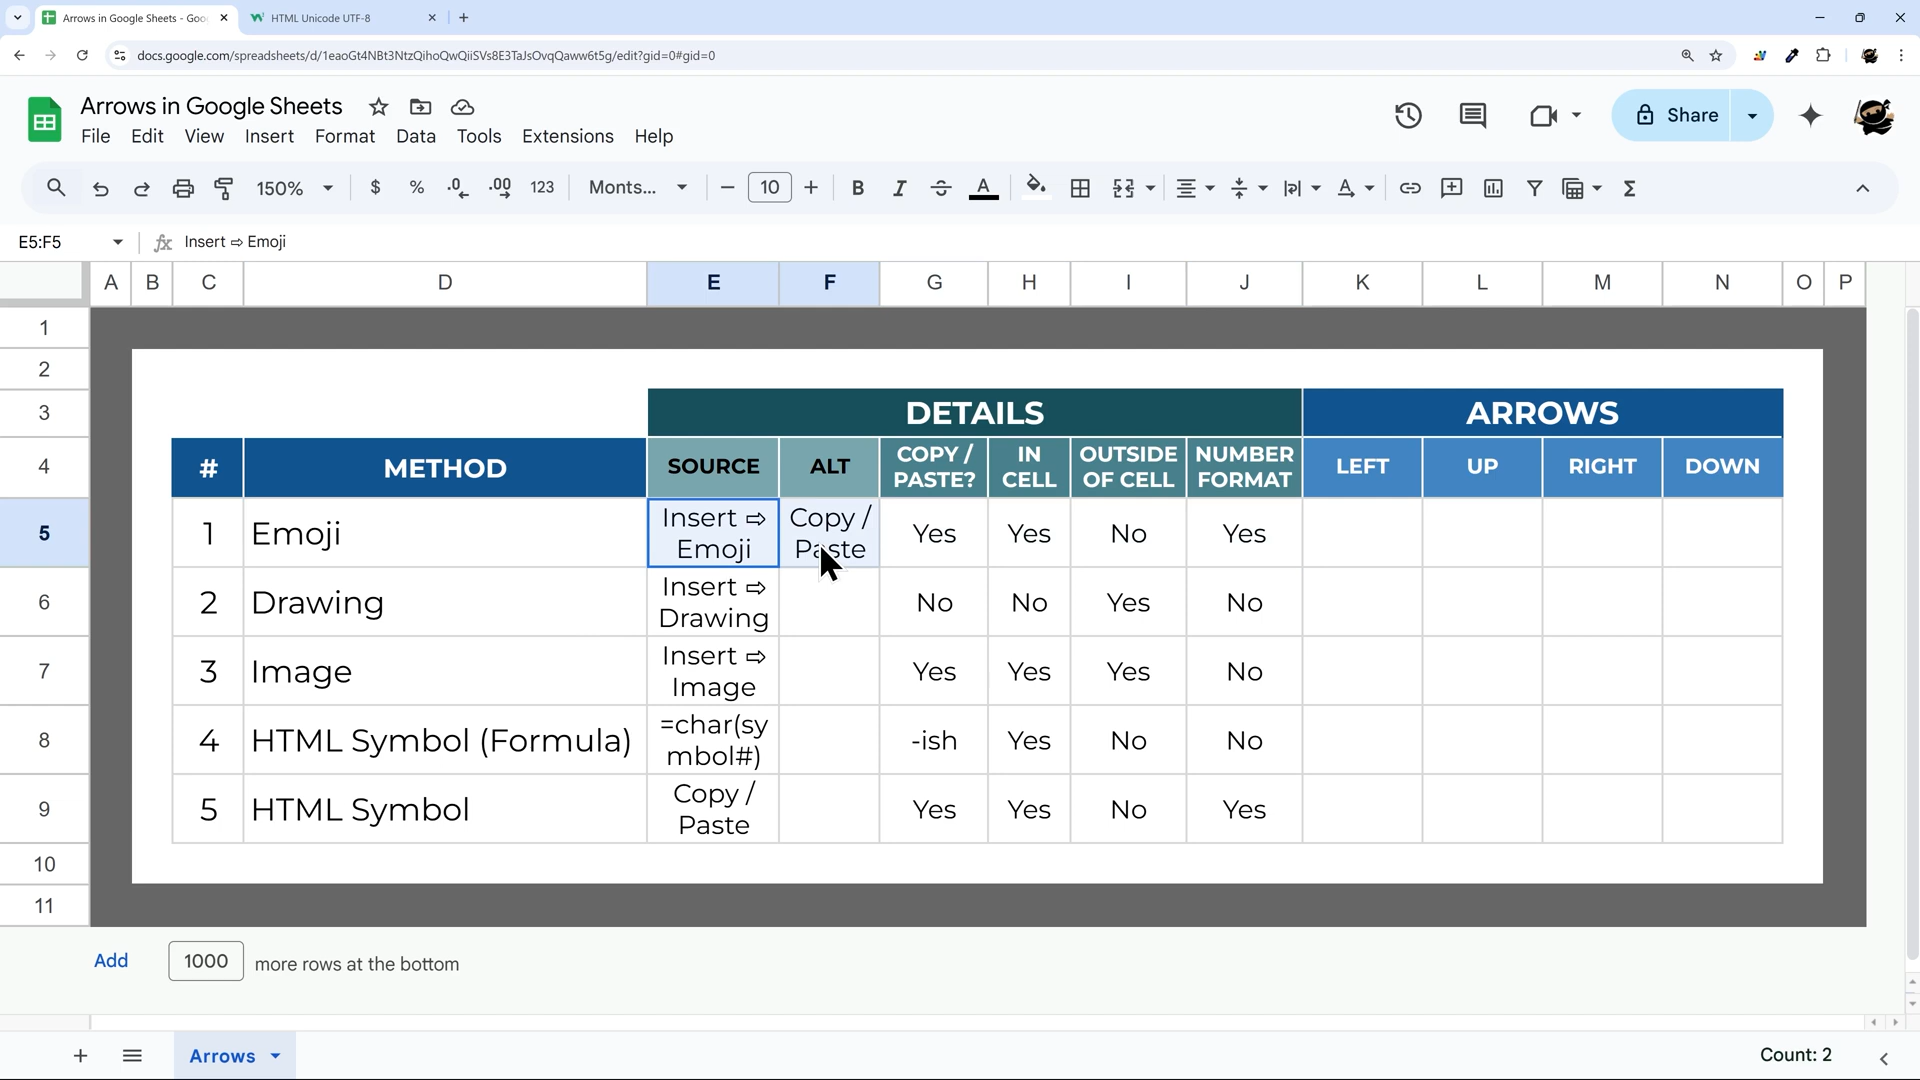 Arrows in Google Sheets - Goo
HTML Unicode UTF-8
docs.google.com/spreadsheets/d/1eaoGt4NBt3NtzQihoQwQiiSVs8E3TaJsOvqQaww6t5g/edit?gid=0#gid=0
Arrows in Google Sheets
File Edit View Insert Format Data Tools Extensions Help
Share
150% $ % .0 .00 123 Monts... 10 B I S A
E5:F5 fx Insert ⇨ Emoji
A B C D E F G H I J K L M N O P
1
2
3 DETAILS ARROWS
4 # METHOD SOURCE ALT COPY / PASTE? IN CELL OUTSIDE OF CELL NUMBER FORMAT LEFT UP RIGHT DOWN
5 1 Emoji Insert ⇨ Emoji Copy / Paste Yes Yes No Yes
6 2 Drawing Insert ⇨ Drawing No No Yes No
7 3 Image Insert ⇨ Image Yes Yes Yes No
8 4 HTML Symbol (Formula) =char(symbol#) -ish Yes No No
9 5 HTML Symbol Copy / Paste Yes Yes No Yes
10
11
Add 1000 more rows at the bottom
Arrows
Count: 2